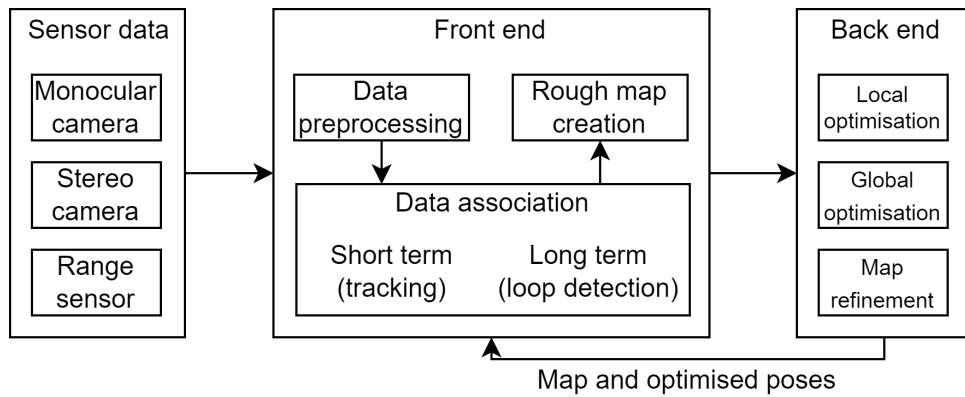 Sensor data
Monocular
camera
Stereo
camera
Range
sensor
Front end
Data
preprocessing
Rough map
creation
Data association
Short term
(tracking)
Long term
(loop detection)
Back end
Local
optimisation
Global
optimisation
Map
refinement
Map and optimised poses